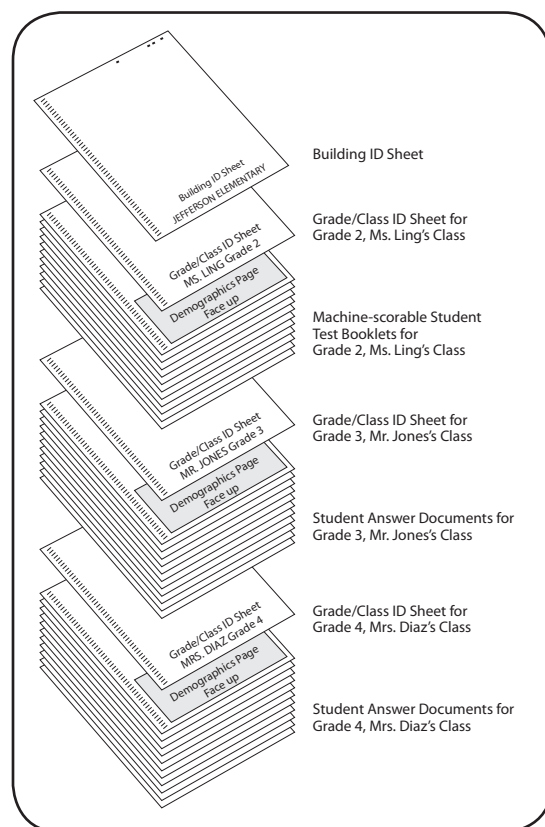 Building ID Sheet
JEFFERSON ELEMENTARY
Building ID Sheet
Grade/Class ID Sheet
MS. LING Grade 2
Grade/Class ID Sheet for
Grade 2, Ms. Ling's Class
Demographics Page
Face up
Machine-scorable Student
Test Booklets for
Grade 2, Ms. Ling's Class
Grade/Class ID Sheet
MR. JONES Grade 3
Grade/Class ID Sheet for
Grade 3, Mr. Jones's Class
Demographics Page
Face up
Student Answer Documents for
Grade 3, Mr. Jones's Class
Grade/Class ID Sheet
MRS. DIAZ Grade 4
Grade/Class ID Sheet for
Grade 4, Mrs. Diaz's Class
Demographics Page
Face up
Student Answer Documents for
Grade 4, Mrs. Diaz's Class